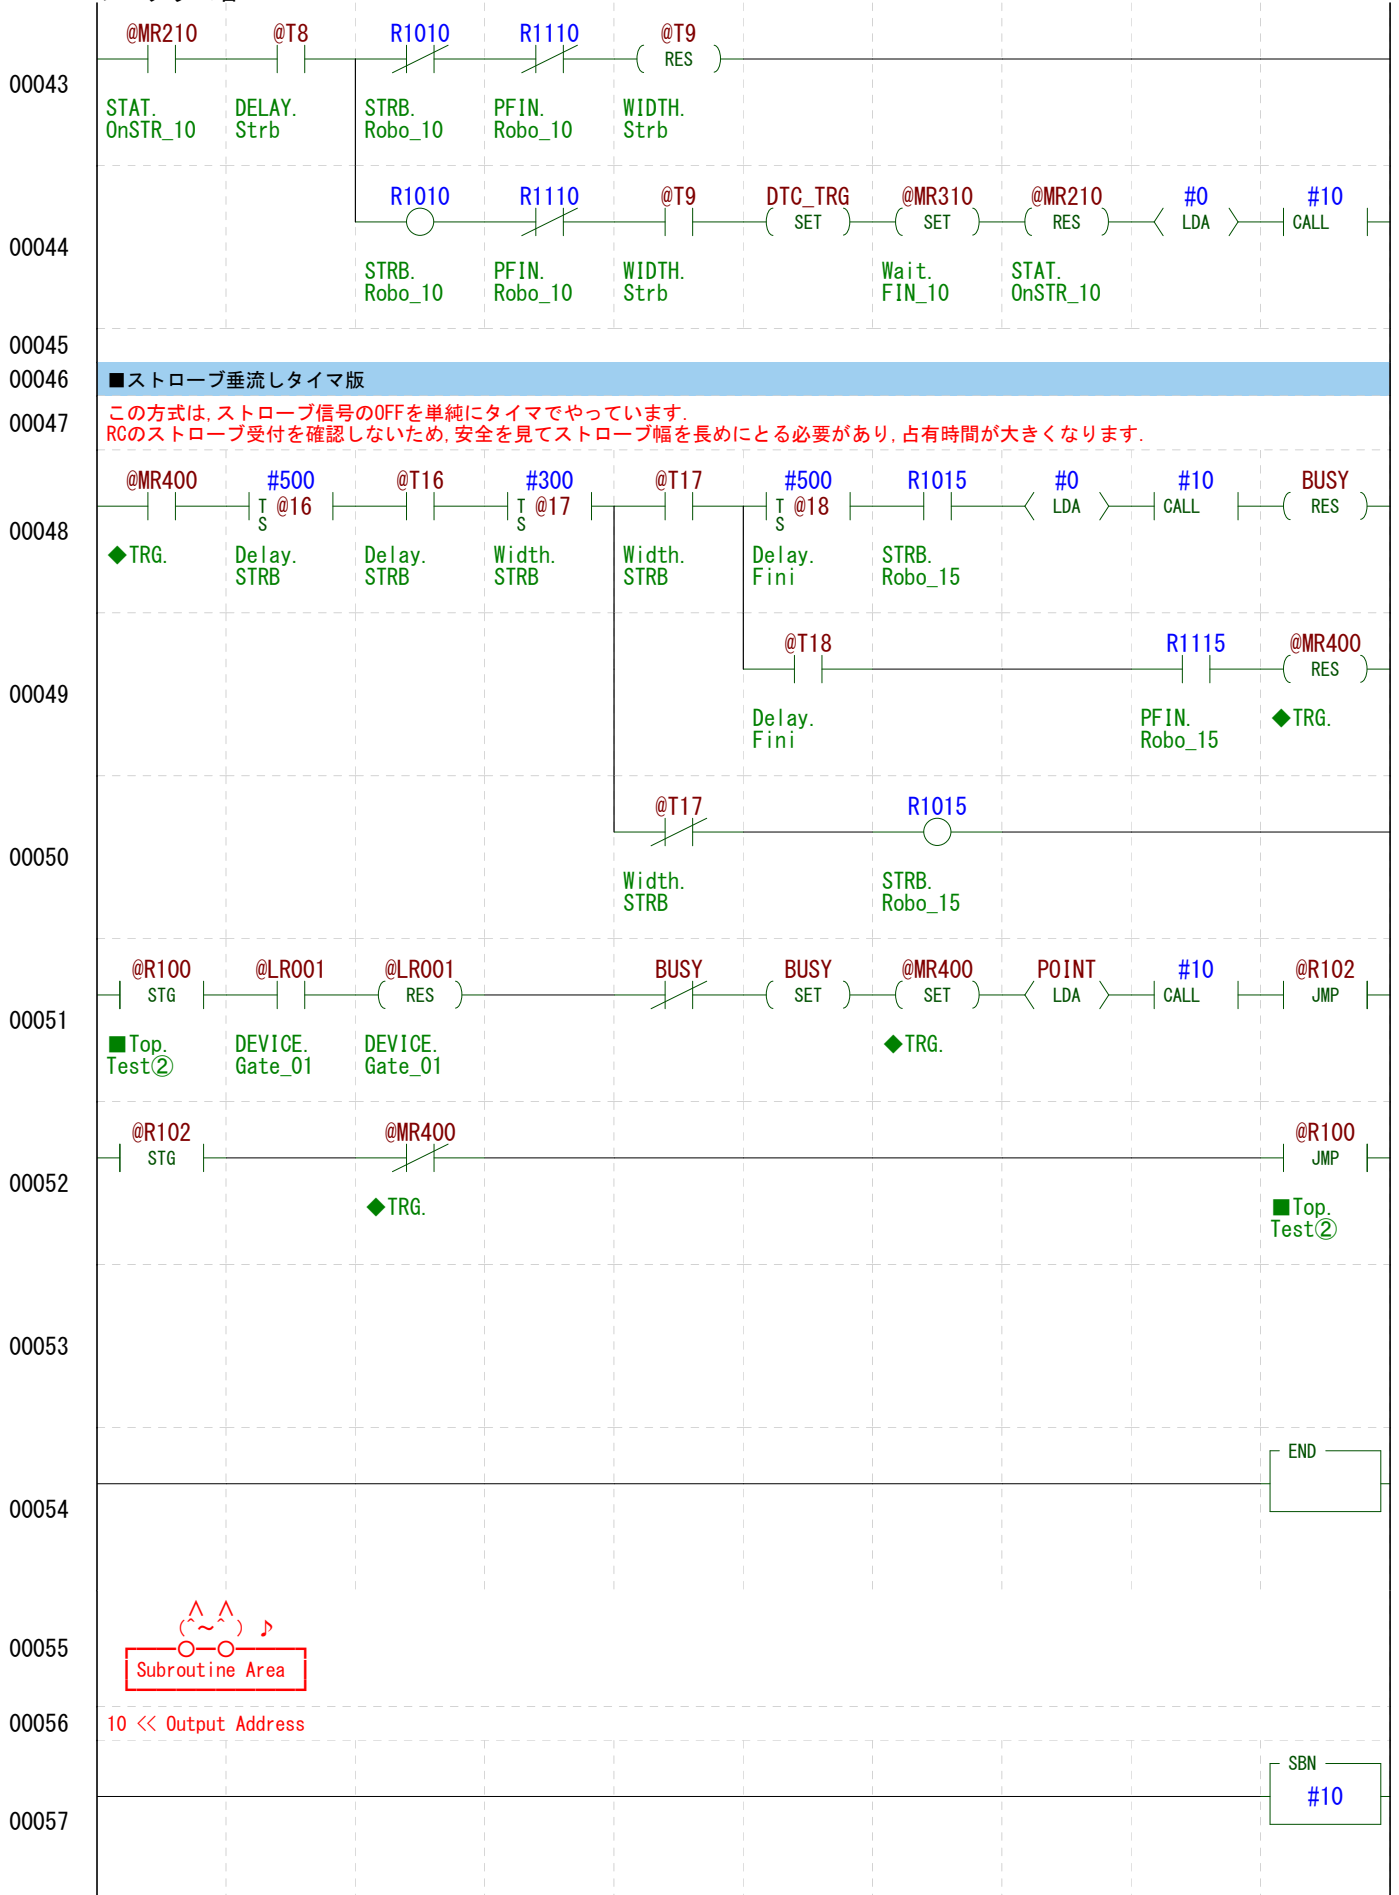 @MR210 @T8 R1010 R1110 @T9
RES
00043
STAT. DELAY. STRB. PFIN. WIDTH.
OnSTR_10 Strb Robo_10 Robo_10 Strb
R1010 R1110 @T9 DTC_TRG @MR310 @MR210 #0 #10
SET SET RES LDA CALL
00044
STRB. PFIN. WIDTH. Wait. STAT.
Robo_10 Robo_10 Strb FIN_10 OnSTR_10
00045
00046 ■ストローブ垂流しタイマ版
00047 この方式は,ストローブ信号のOFFを単純にタイマでやっています.
RCのストローブ受付を確認しないため,安全を見てストローブ幅を長めにとる必要があり,占有時間が大きくなります.
@MR400 #500 @T16 #300 @T17 #500 R1015 #0 #10 BUSY
TS @16 TS @17 TS @18 LDA CALL RES
00048
◆TRG. Delay. Delay. Width. Width. Delay. STRB.
STRB STRB STRB STRB Fini Robo_15
@T18 R1115 @MR400
RES
00049
Delay. PFIN. ◆TRG.
Fini Robo_15
@T17 R1015
00050
Width. STRB.
STRB Robo_15
@R100 @LR001 @LR001 BUSY BUSY @MR400 POINT #10 @R102
STG RES SET SET LDA CALL JMP
00051
■Top. DEVICE. DEVICE. ◆TRG.
Test② Gate_01 Gate_01
@R102 @MR400 @R100
STG JMP
00052
◆TRG. ■Top.
Test②
00053
END
00054
∧ ∧
(^~^) ♪
00055
Subroutine Area
00056 10 << Output Address
SBN
#10
00057